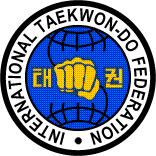 INTERNATIONAL TAEKWON-DO FEDERATION •
태 권